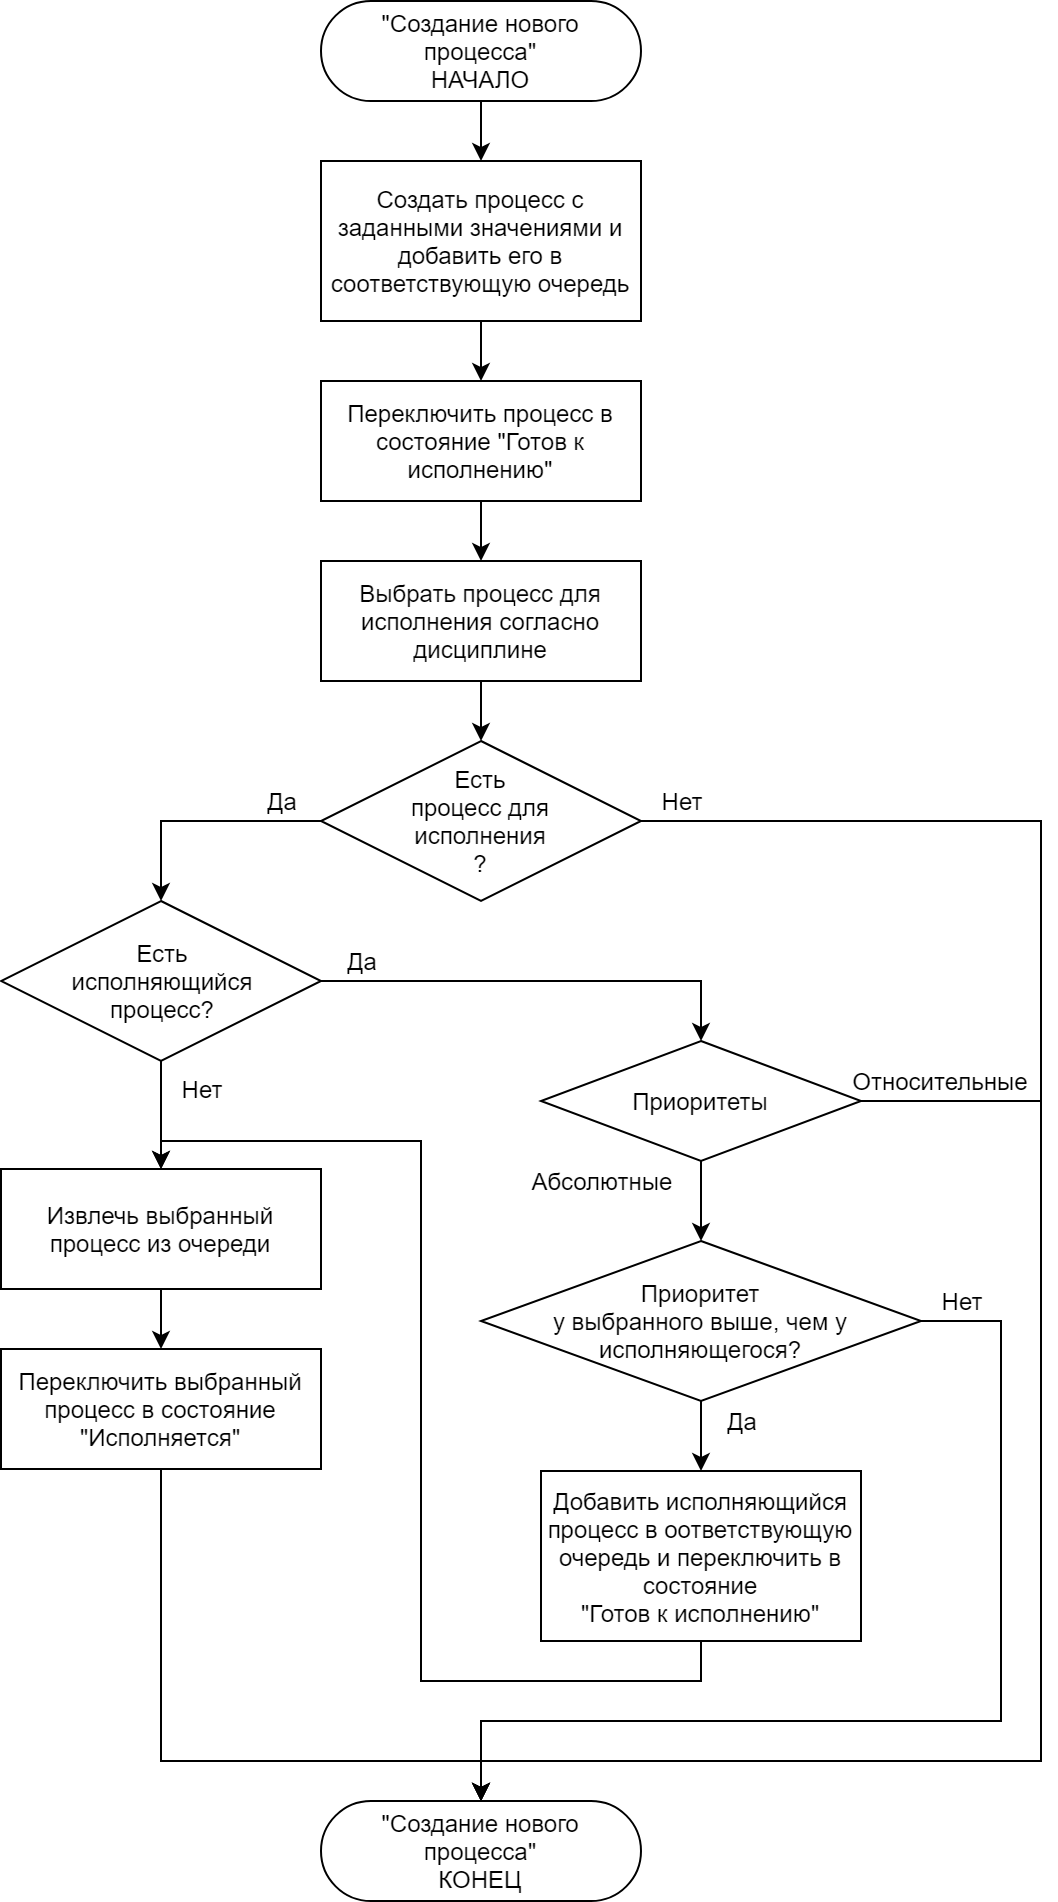 "Создание нового
процесса"
НАЧАЛО
Создать процесс с
заданными значениями и
добавить его в
соответствующую очередь
Переключить процесс в
состояние "Готов к
исполнению"
Выбрать процесс для
исполнения согласно
дисциплине
Есть
процесс для
исполнения
?
Да
Нет
Есть
исполняющийся
процесс?
Да
Нет
Приоритеты
Относительные
Абсолютные
Извлечь выбранный
процесс из очереди
Приоритет
у выбранного выше, чем у
исполняющегося?
Нет
Да
Переключить выбранный
процесс в состояние
"Исполняется"
Добавить исполняющийся
процесс в оответствующую
очередь и переключить в
состояние
"Готов к исполнению"
"Создание нового
процесса"
КОНЕЦ